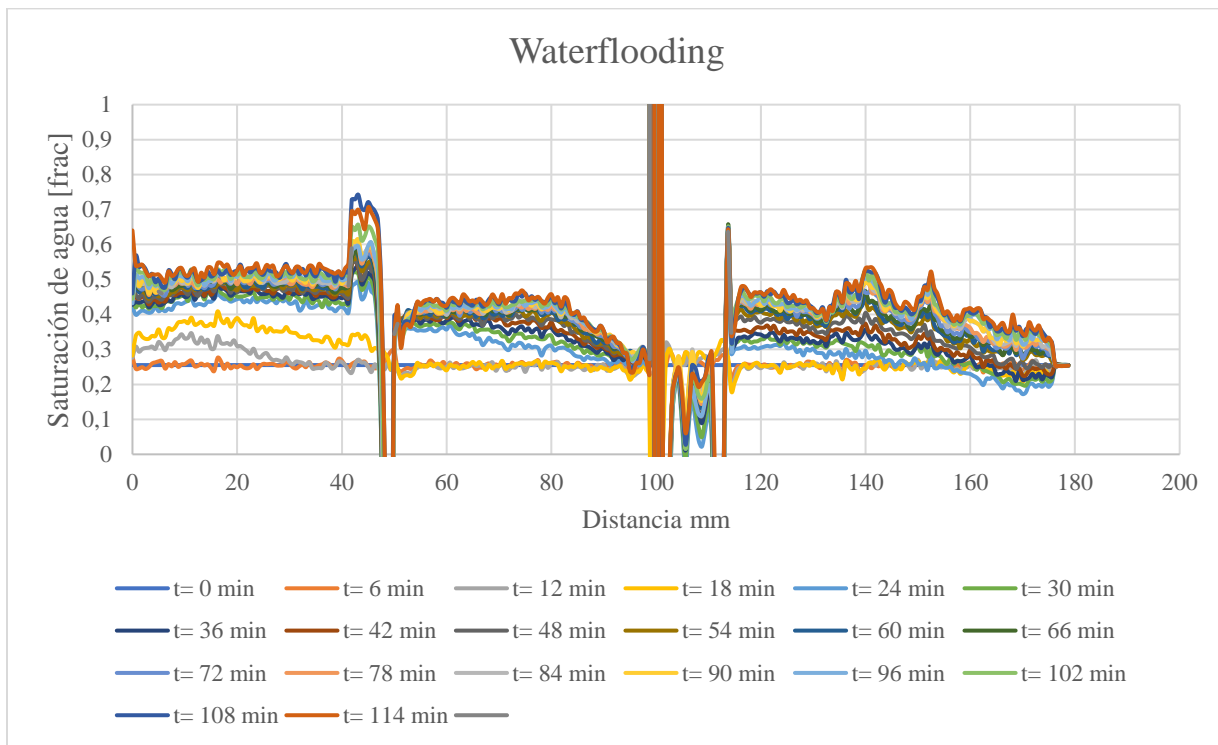 Waterflooding
Saturación de agua [frac]
1
0,9
0,8
0,7
0,6
0,5
0,4
0,3
0,2
0,1
0
0 20 40 60 80 100 120 140 160 180 200
Distancia mm
t= 0 min t= 6 min t= 12 min t= 18 min t= 24 min t= 30 min
t= 36 min t= 42 min t= 48 min t= 54 min t= 60 min t= 66 min
t= 72 min t= 78 min t= 84 min t= 90 min t= 96 min t= 102 min
t= 108 min t= 114 min